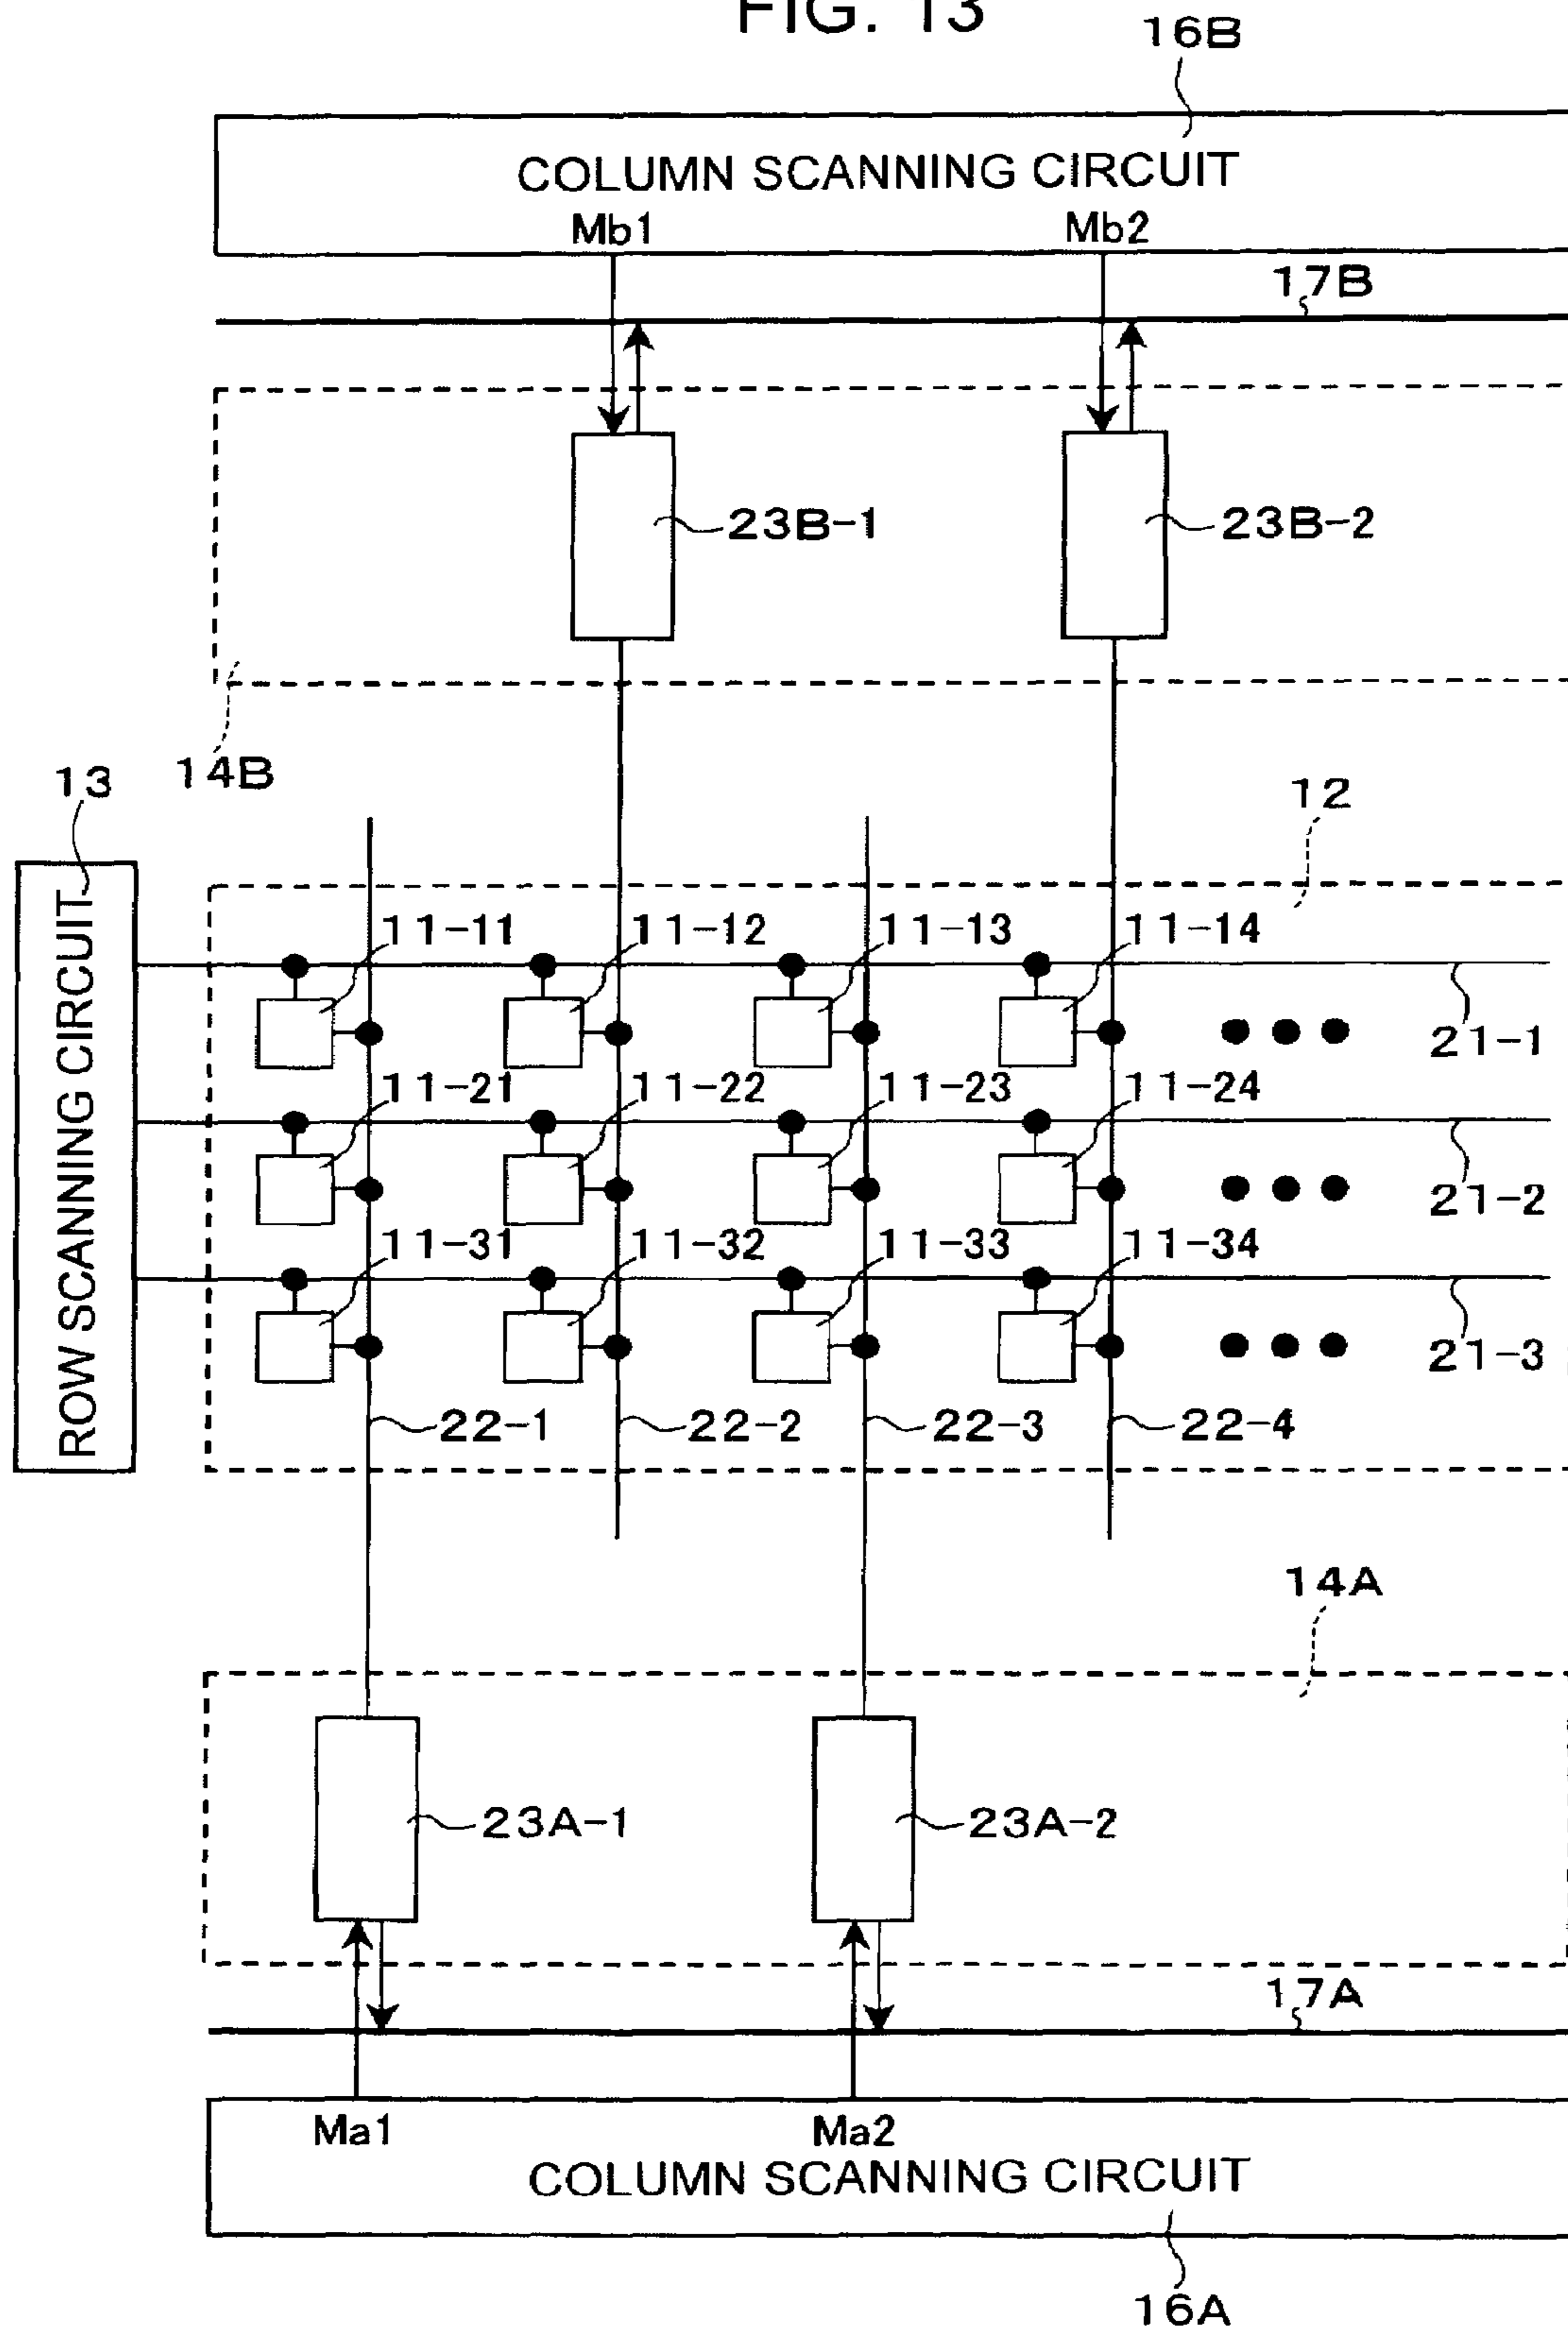 FIG. 13
16B
COLUMN SCANNING CIRCUIT
Mb1 Mb2
17B
23B-1 23B-2
14B
13 12
ROW SCANNING CIRCUIT
11-11 11-12 11-13 11-14
21-1
11-21 11-22 11-23 11-24
21-2
11-31 11-32 11-33 11-34
21-3
22-1 22-2 22-3 22-4
14A
23A-1 23A-2
17A
Ma1 Ma2
COLUMN SCANNING CIRCUIT
16A